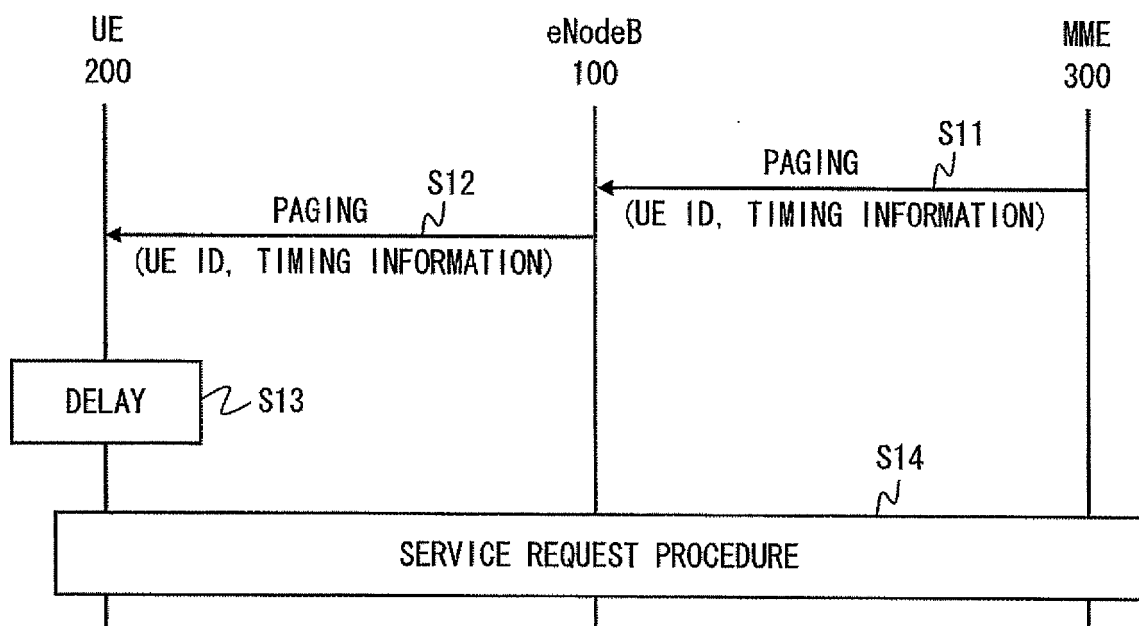 UE
200
eNodeB
100
MME
300
S11
PAGING
(UE ID, TIMING INFORMATION)
S12
PAGING
(UE ID, TIMING INFORMATION)
DELAY
S13
S14
SERVICE REQUEST PROCEDURE